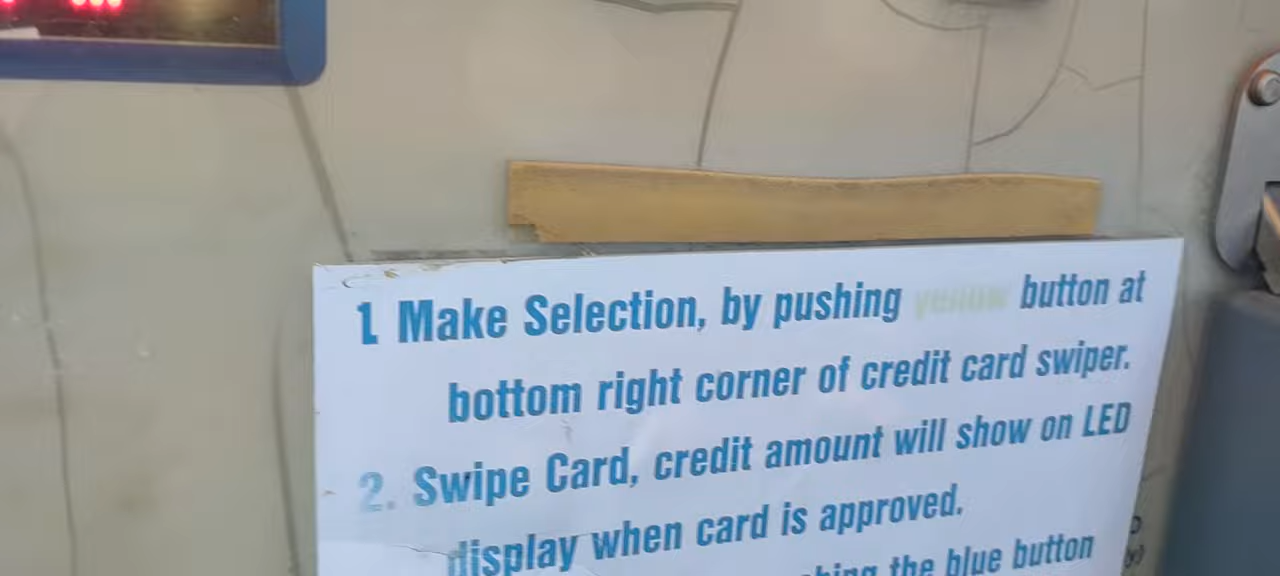 1. Make Selection, by pushing yellow button at
bottom right corner of credit card swiper.
2. Swipe Card, credit amount will show on LED
display when card is approved.
the blue button